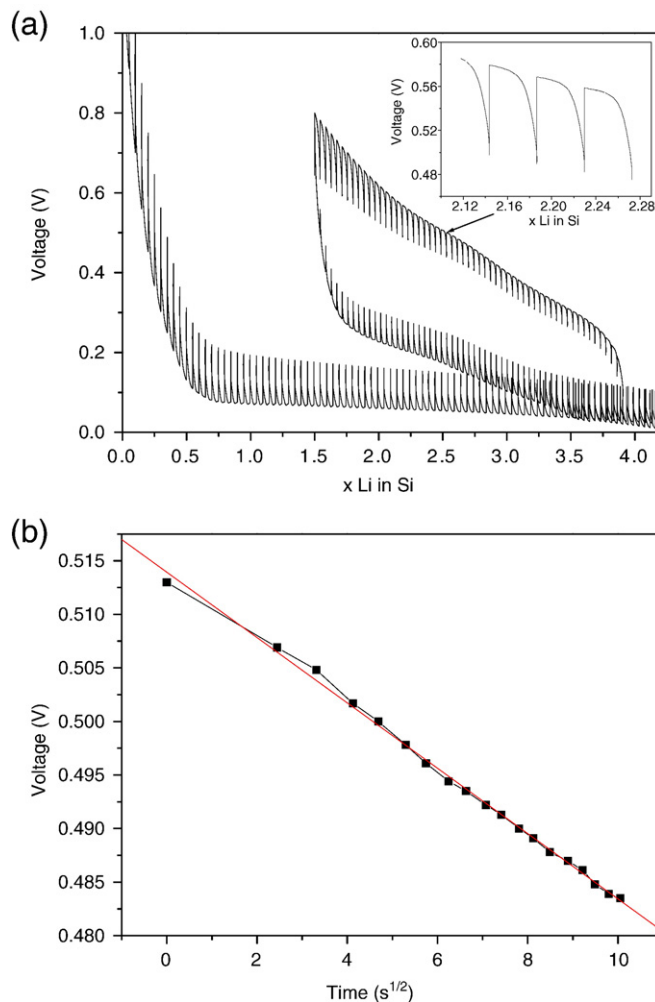 (a)
1.0
0.8
0.6
0.4
0.2
0.0
Voltage (V)
0.0 0.5 1.0 1.5 2.0 2.5 3.0 3.5 4.0
x Li in Si
0.60
0.56
0.52
0.48
Voltage (V)
2.12 2.16 2.20 2.24 2.28
x Li in Si
(b)
0.515
0.510
0.505
0.500
0.495
0.490
0.485
0.480
Voltage (V)
0 2 4 6 8 10
Time (s^{1/2})